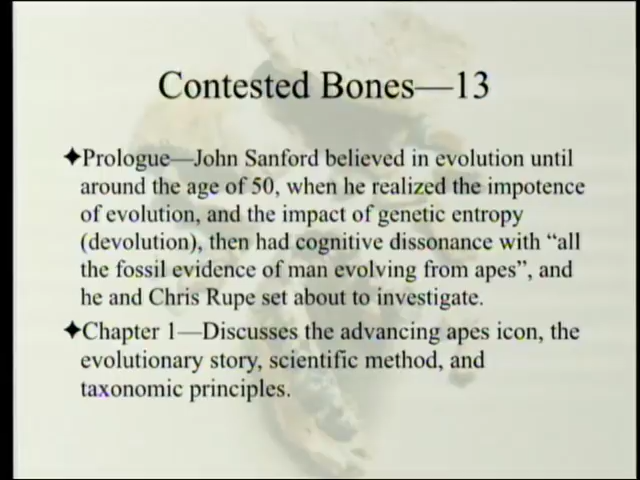 Contested Bones—13
✦Prologue—John Sanford believed in evolution until
around the age of 50, when he realized the impotence
of evolution, and the impact of genetic entropy
(devolution), then had cognitive dissonance with “all
the fossil evidence of man evolving from apes”, and
he and Chris Rupe set about to investigate.
✦Chapter 1—Discusses the advancing apes icon, the
evolutionary story, scientific method, and
taxonomic principles.